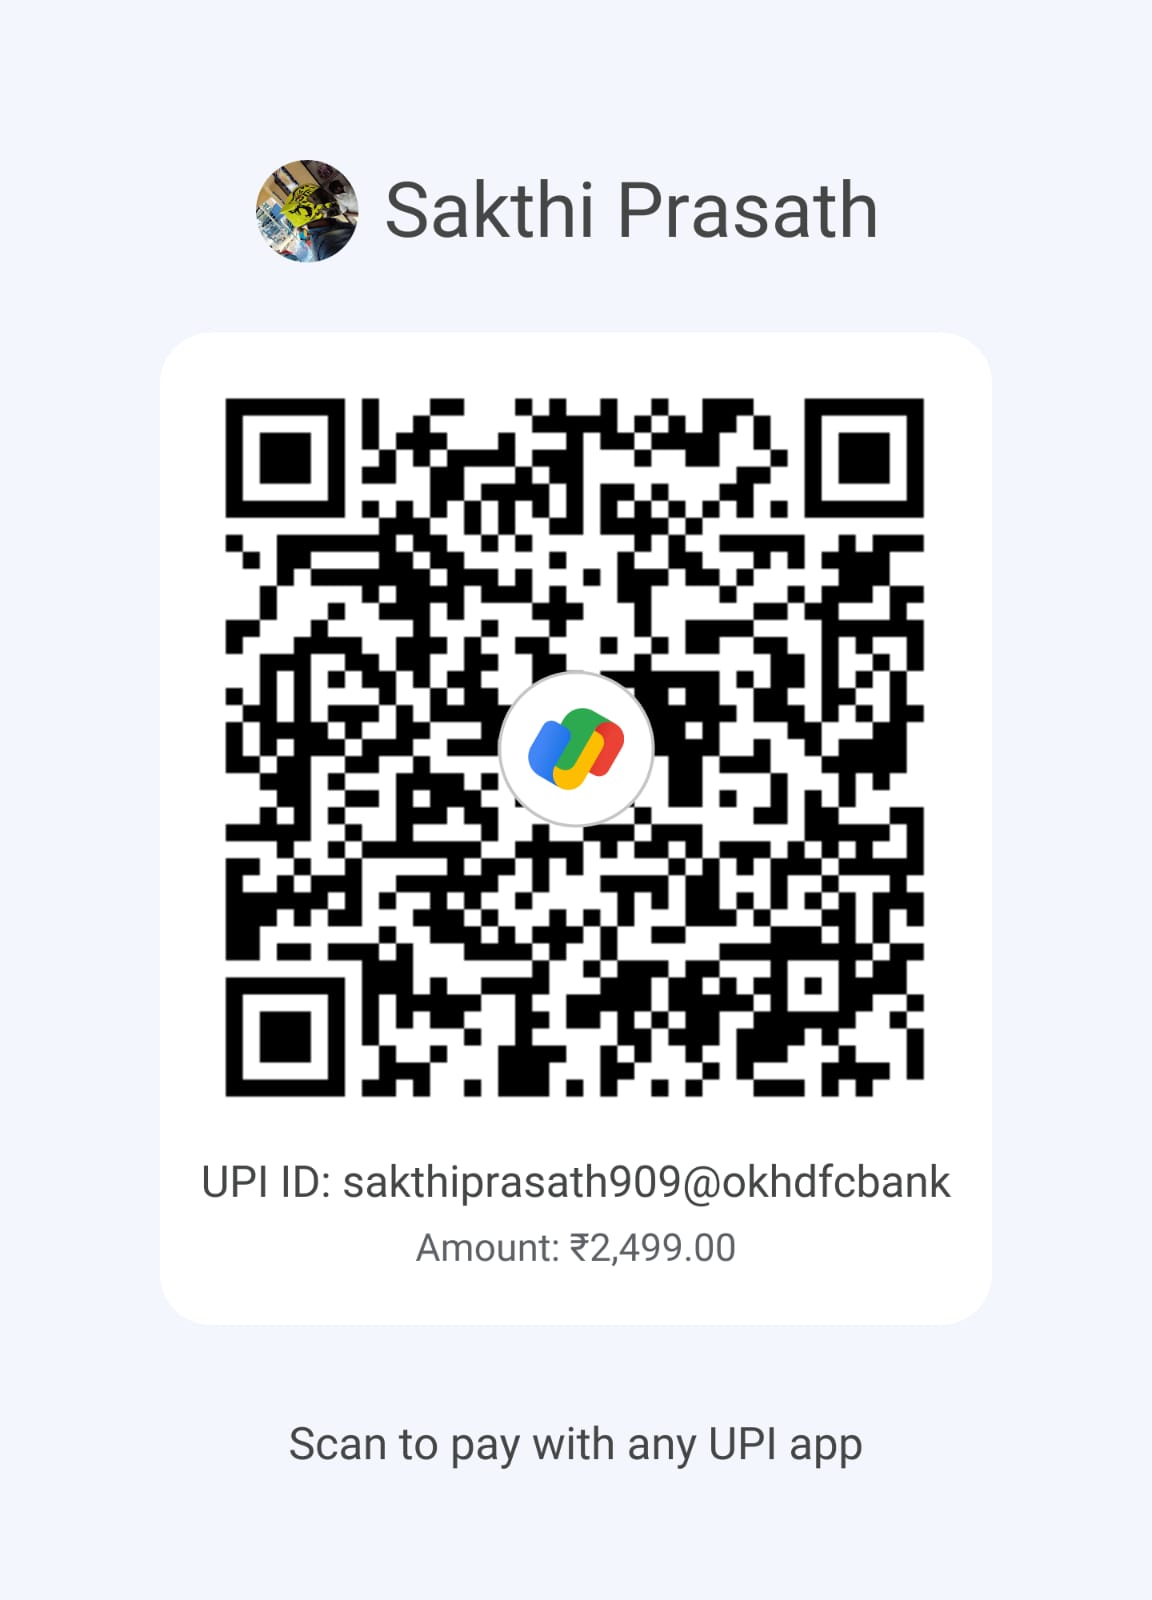 Sakthi Prasath
UPI ID: sakthiprasath909@okhdfcbank
Amount: ₹2,499.00
Scan to pay with any UPI app